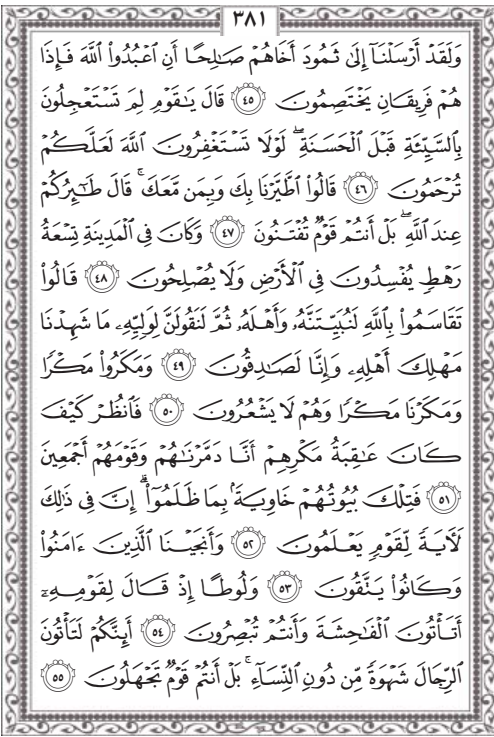 ٣٨١
وَلَقَدْ أَرْسَلْنَآ إِلَىٰ ثَمُودَ أَخَاهُمْ صَـٰلِحًا أَنِ ٱعْبُدُوا۟ ٱللَّهَ فَإِذَا
هُمْ فَرِيقَانِ يَخْتَصِمُونَ ٤٥ قَالَ يَـٰقَوْمِ لِمَ تَسْتَعْجِلُونَ
بِٱلسَّيِّئَةِ قَبْلَ ٱلْحَسَنَةِ ۖ لَوْلَا تَسْتَغْفِرُونَ ٱللَّهَ لَعَلَّكُمْ
تُرْحَمُونَ ٤٦ قَالُوا۟ ٱطَّيَّرْنَا بِكَ وَبِمَن مَّعَكَ ۚ قَالَ طَـٰٓئِرُكُمْ
عِندَ ٱللَّهِ ۖ بَلْ أَنتُمْ قَوْمٌ تُفْتَنُونَ ٤٧ وَكَانَ فِى ٱلْمَدِينَةِ تِسْعَةُ
رَهْطٍ يُفْسِدُونَ فِى ٱلْأَرْضِ وَلَا يُصْلِحُونَ ٤٨ قَالُوا۟
تَقَاسَمُوا۟ بِٱللَّهِ لَنُبَيِّتَنَّهُۥ وَأَهْلَهُۥ ثُمَّ لَنَقُولَنَّ لِوَلِيِّهِۦ مَا شَهِدْنَا
مَهْلِكَ أَهْلِهِۦ وَإِنَّا لَصَـٰدِقُونَ ٤٩ وَمَكَرُوا۟ مَكْرًا
وَمَكَرْنَا مَكْرًا وَهُمْ لَا يَشْعُرُونَ ٥٠ فَٱنظُرْ كَيْفَ
كَانَ عَـٰقِبَةُ مَكْرِهِمْ أَنَّا دَمَّرْنَـٰهُمْ وَقَوْمَهُمْ أَجْمَعِينَ
٥١ فَتِلْكَ بُيُوتُهُمْ خَاوِيَةًۢ بِمَا ظَلَمُوٓا۟ ۗ إِنَّ فِى ذَٰلِكَ
لَـَٔايَةً لِّقَوْمٍ يَعْلَمُونَ ٥٢ وَأَنجَيْنَا ٱلَّذِينَ ءَامَنُوا۟
وَكَانُوا۟ يَتَّقُونَ ٥٣ وَلُوطًا إِذْ قَالَ لِقَوْمِهِۦٓ
أَتَأْتُونَ ٱلْفَـٰحِشَةَ وَأَنتُمْ تُبْصِرُونَ ٥٤ أَئِنَّكُمْ لَتَأْتُونَ
ٱلرِّجَالَ شَهْوَةً مِّن دُونِ ٱلنِّسَآءِ ۚ بَلْ أَنتُمْ قَوْمٌ تَجْهَلُونَ ٥٥